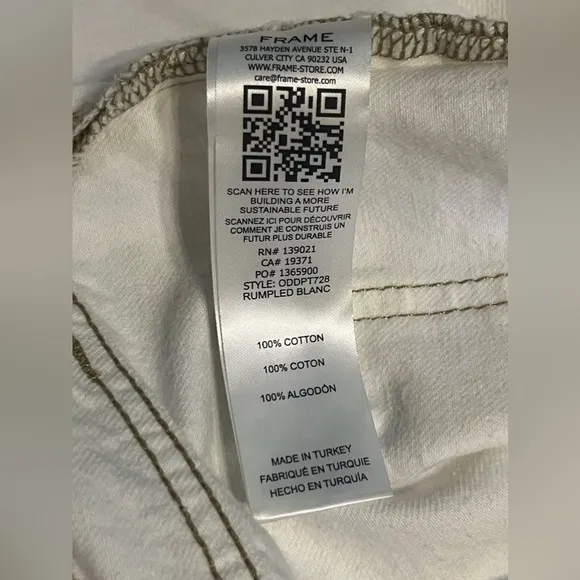 FRAME
3578 HAYDEN AVENUE STE N-1
CULVER CITY CA 90232 USA
WWW.FRAME-STORE.COM
care@frame-store.com
SCAN HERE TO SEE HOW I'M
BUILDING A MORE
SUSTAINABLE FUTURE
SCANNEZ ICI POUR DÉCOUVRIR
COMMENT JE CONSTRUIS UN
FUTUR PLUS DURABLE
RN# 139021
CA# 19371
PO# 1365900
STYLE: ODDPT728
RUMPLED BLANC
100% COTTON
100% COTON
100% ALGODÓN
MADE IN TURKEY
FABRIQUÉ EN TURQUIE
HECHO EN TURQUÍA